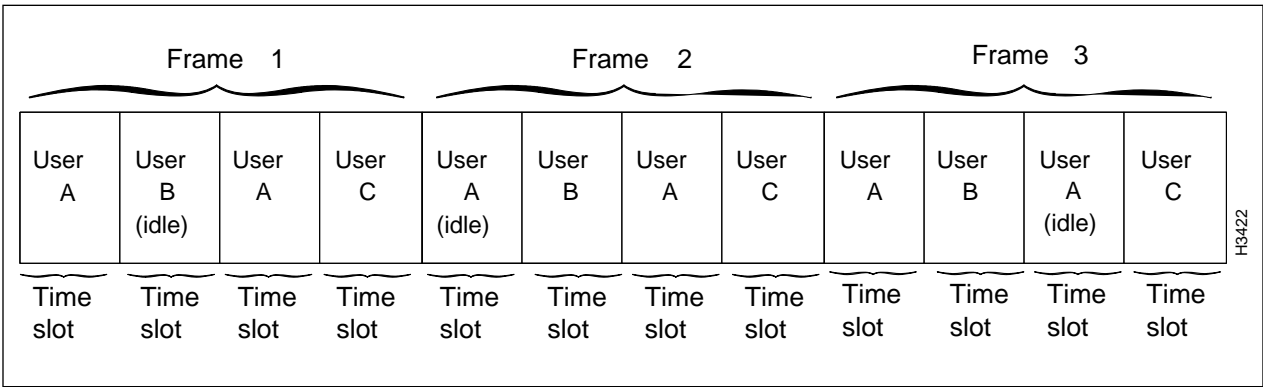 Frame 1 Frame 2 Frame 3
User User User User User User User User User User User User
A B A C A B A C A B A C
(idle) (idle) (idle)
H3422
Time Time Time Time Time Time Time Time Time Time Time Time
slot slot slot slot slot slot slot slot slot slot slot slot